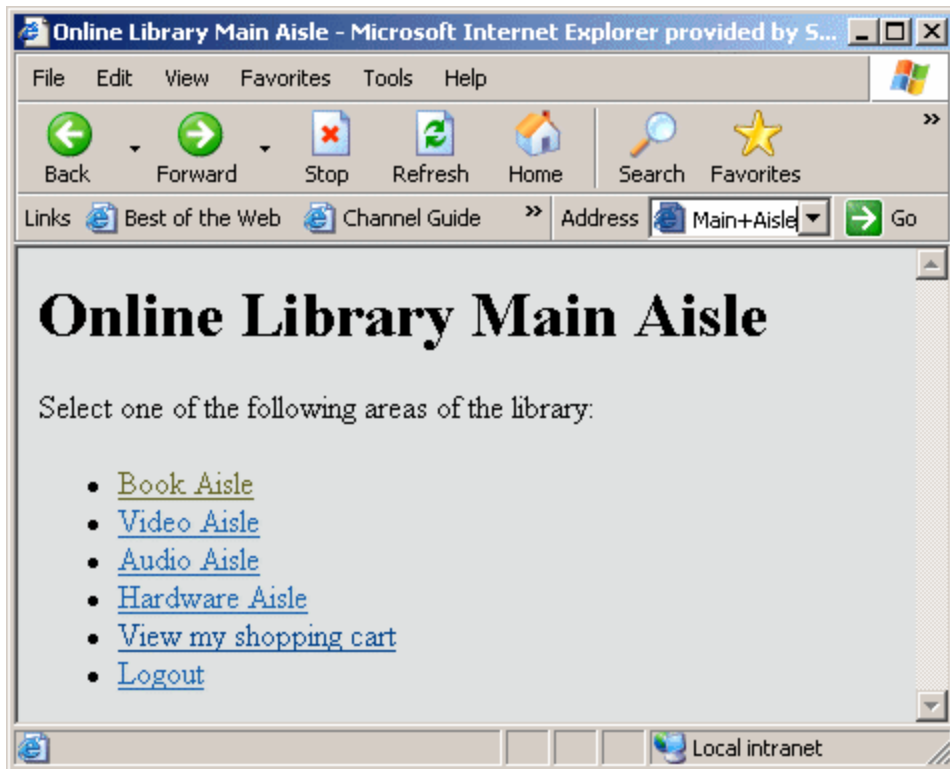 Online Library Main Aisle - Microsoft Internet Explorer provided by S...
File Edit View Favorites Tools Help
Back Forward Stop Refresh Home Search Favorites »
Links Best of the Web Channel Guide » Address Main+Aisle Go
Online Library Main Aisle
Select one of the following areas of the library:
• Book Aisle
• Video Aisle
• Audio Aisle
• Hardware Aisle
• View my shopping cart
• Logout
Local intranet